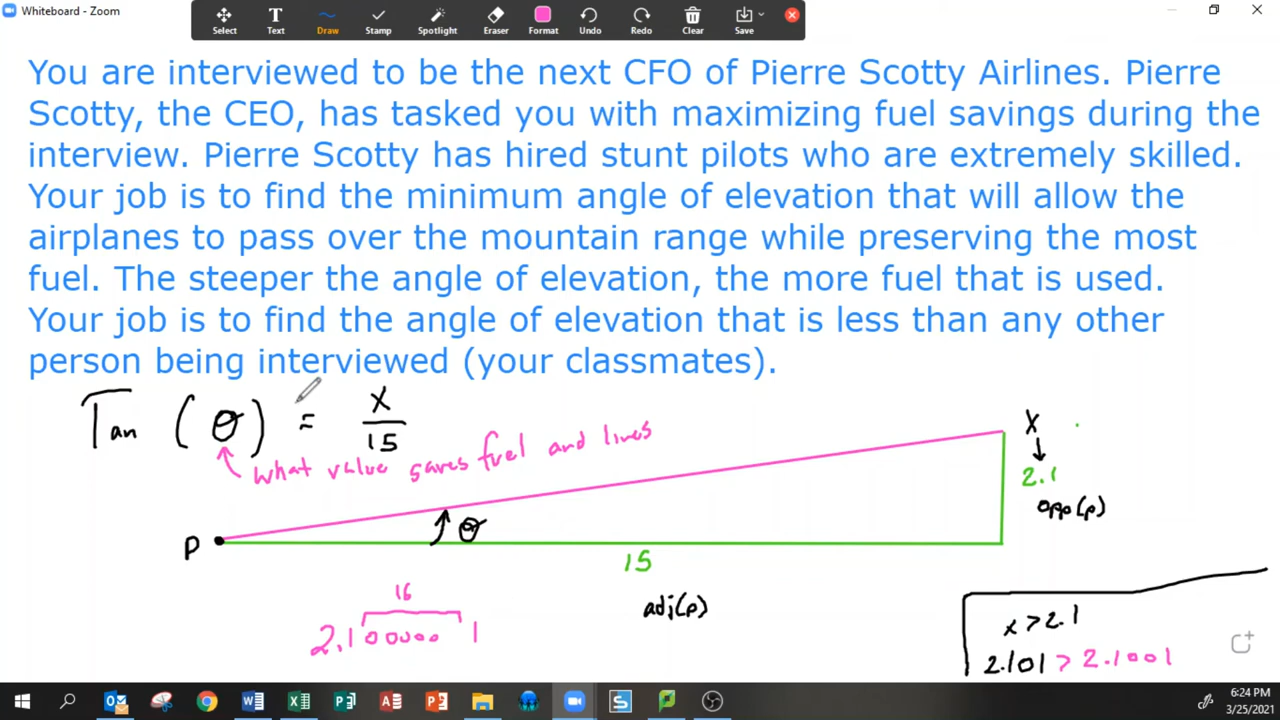 Whiteboard - Zoom
Select Text Draw Stamp Spotlight Eraser Format Undo Redo Clear Save
You are interviewed to be the next CFO of Pierre Scotty Airlines. Pierre
Scotty, the CEO, has tasked you with maximizing fuel savings during the
interview. Pierre Scotty has hired stunt pilots who are extremely skilled.
Your job is to find the minimum angle of elevation that will allow the
airplanes to pass over the mountain range while preserving the most
fuel. The steeper the angle of elevation, the more fuel that is used.
Your job is to find the angle of elevation that is less than any other
person being interviewed (your classmates).
Tan (θ) = x/15
what value saves fuel and lives
x
↓
2.1
opp(p)
P
θ
15
adj(p)
16
2.1000001
x > 2.1
2.101 > 2.1001
6:24 PM
3/25/2021